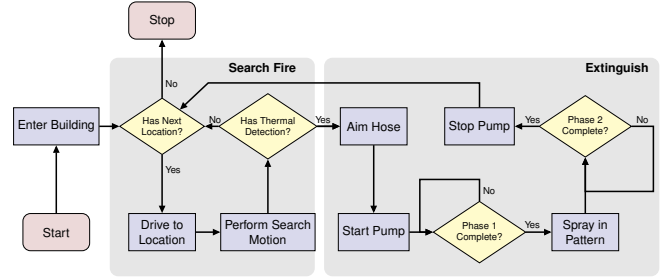 Stop
Search Fire
Extinguish
No
Enter Building
Has Next
Location?
No
Has Thermal
Detection?
Yes
Aim Hose
Stop Pump
Yes
Phase 2
Complete?
No
Yes
No
Start
Drive to
Location
Perform Search
Motion
Start Pump
Phase 1
Complete?
Yes
Spray in
Pattern